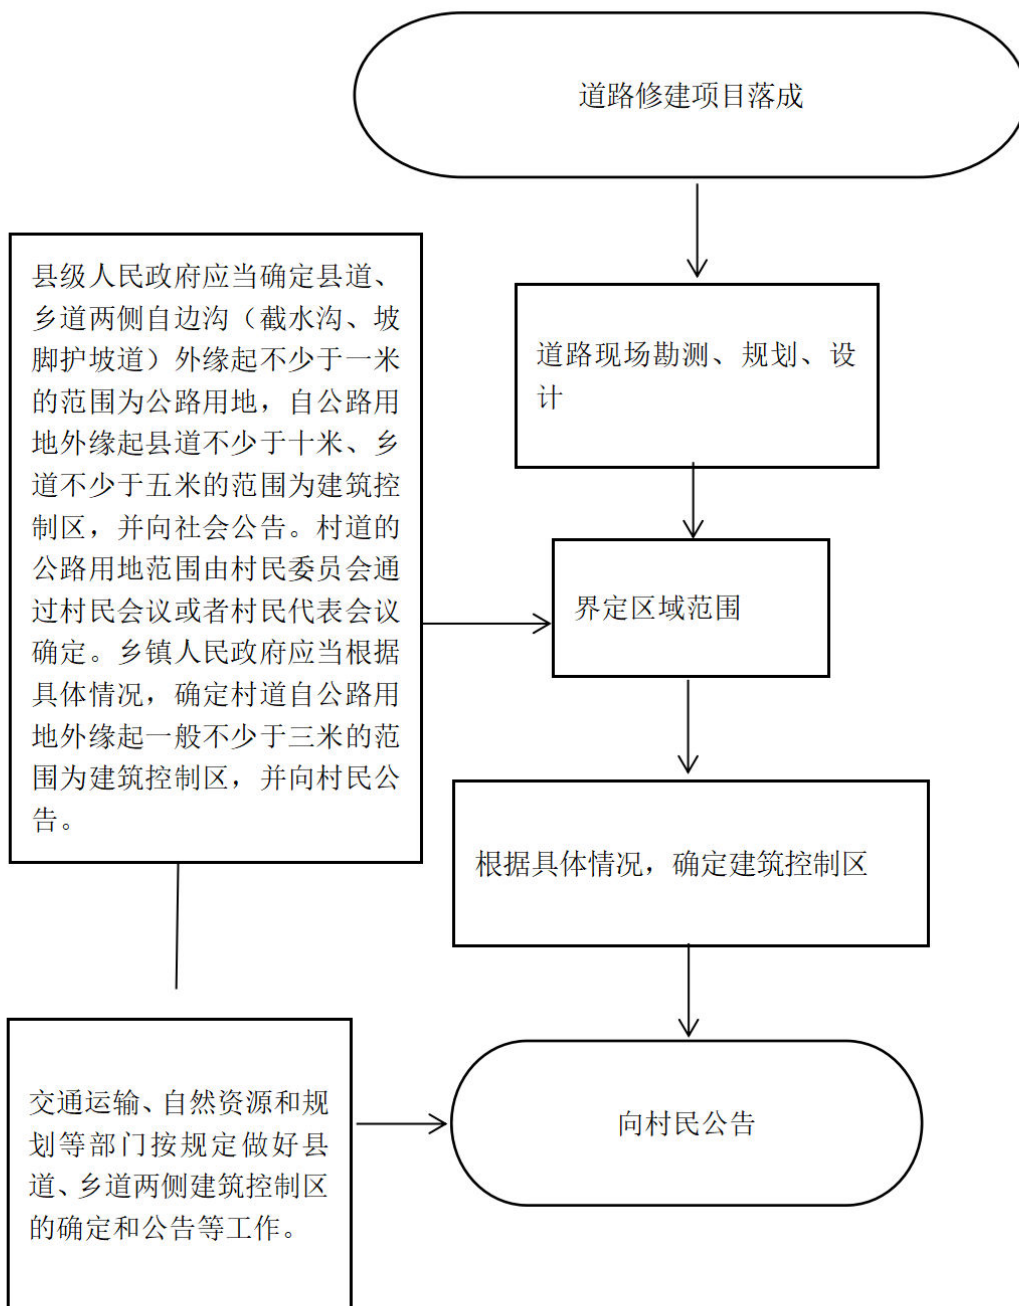 道路修建项目落成
县级人民政府应当确定县道、
乡道两侧自边沟（截水沟、坡
脚护坡道）外缘起不少于一米
的范围为公路用地，自公路用
地外缘起县道不少于十米、乡
道不少于五米的范围为建筑控
制区，并向社会公告。村道的
公路用地范围由村民委员会通
过村民会议或者村民代表会议
确定。乡镇人民政府应当根据
具体情况，确定村道自公路用
地外缘起一般不少于三米的范
围为建筑控制区，并向村民公
告。
道路现场勘测、规划、设
计
界定区域范围
根据具体情况，确定建筑控制区
交通运输、自然资源和规
划等部门按规定做好县
道、乡道两侧建筑控制区
的确定和公告等工作。
向村民公告